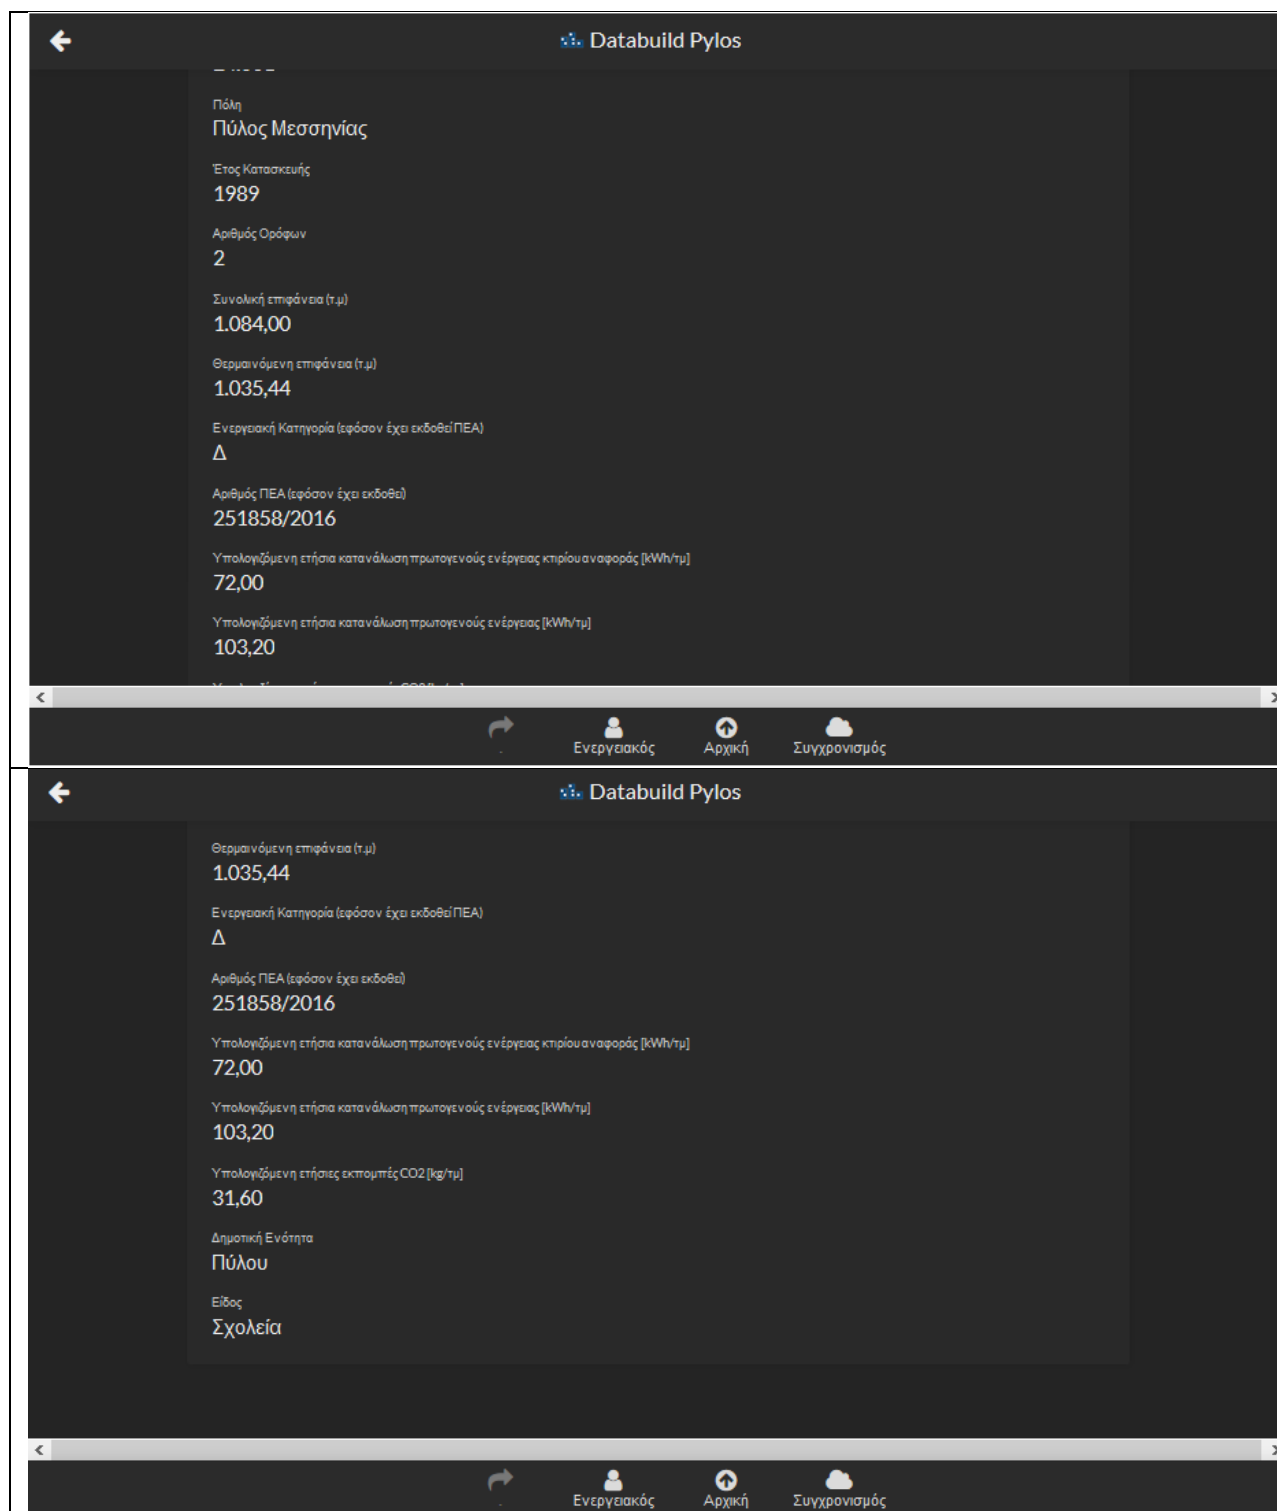 Databuild Pylos
Πόλη
Πύλος Μεσσηνίας
Έτος Κατασκευής
1989
Αριθμός Ορόφων
2
Συνολική επιφάνεια (τ.μ)
1.084,00
Θερμαινόμενη επιφάνεια (τ.μ)
1.035,44
Ενεργειακή Κατηγορία (εφόσον έχει εκδοθεί ΠΕΑ)
Δ
Αριθμός ΠΕΑ (εφόσον έχει εκδοθεί)
251858/2016
Υπολογιζόμενη ετήσια κατανάλωση πρωτογενούς ενέργειας κτιρίου αναφοράς [kWh/τμ]
72,00
Υπολογιζόμενη ετήσια κατανάλωση πρωτογενούς ενέργειας [kWh/τμ]
103,20
. Ενεργειακός Αρχική Συγχρονισμός
Databuild Pylos
Θερμαινόμενη επιφάνεια (τ.μ)
1.035,44
Ενεργειακή Κατηγορία (εφόσον έχει εκδοθεί ΠΕΑ)
Δ
Αριθμός ΠΕΑ (εφόσον έχει εκδοθεί)
251858/2016
Υπολογιζόμενη ετήσια κατανάλωση πρωτογενούς ενέργειας κτιρίου αναφοράς [kWh/τμ]
72,00
Υπολογιζόμενη ετήσια κατανάλωση πρωτογενούς ενέργειας [kWh/τμ]
103,20
Υπολογιζόμενη ετήσιες εκπομπές CO2 [kg/τμ]
31,60
Δημοτική Ενότητα
Πύλου
Είδος
Σχολεία
. Ενεργειακός Αρχική Συγχρονισμός